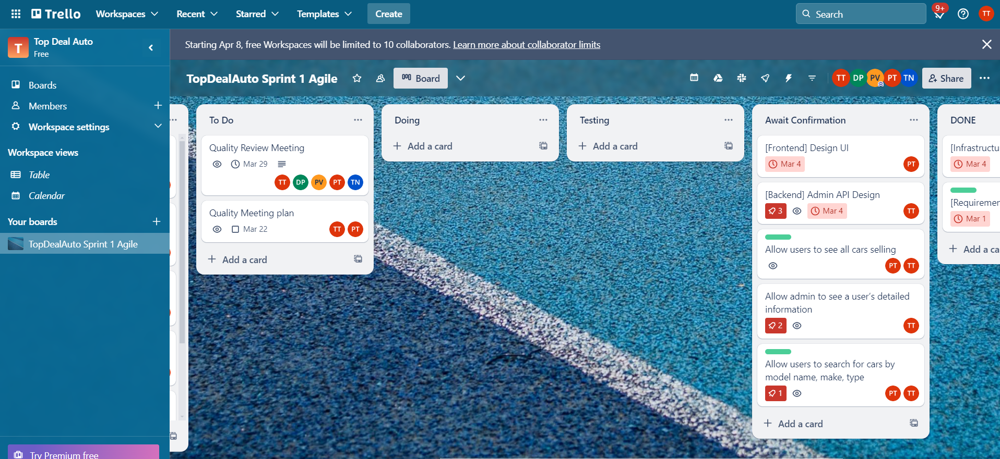 Trello
Workspaces
Recent
Starred
Templates
Create
Search
9+
TT
T
Top Deal Auto
Free
Starting Apr 8, free Workspaces will be limited to 10 collaborators. Learn more about collaborator limits
TopDealAuto Sprint 1 Agile
Board
TT
DP
PV
PT
TN
Share
Boards
Members
Workspace settings
Workspace views
Table
Calendar
Your boards
TopDealAuto Sprint 1 Agile
Try Premium free
To Do
Quality Review Meeting
Mar 29
TT
DP
PV
PT
TN
Quality Meeting plan
Mar 22
TT
PT
Add a card
Doing
Add a card
Testing
Add a card
Await Confirmation
[Frontend] Design UI
Mar 4
PT
[Backend] Admin API Design
3
Mar 4
TT
Allow users to see all cars selling
PT
TT
Allow admin to see a user's detailed
information
2
TT
Allow users to search for cars by
model name, make, type
1
PT
TT
Add a card
DONE
[Infrastructu
Mar 4
[Requiremen
Mar 1
Add a ca